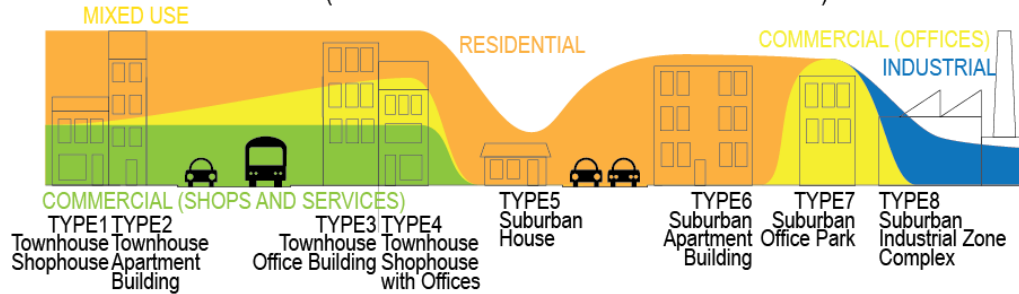 MIXED USE
RESIDENTIAL
COMMERCIAL (OFFICES)
INDUSTRIAL
COMMERCIAL (SHOPS AND SERVICES)
TYPE1
Townhouse
Shophouse
TYPE2
Townhouse
Apartment
Building
TYPE3
Townhouse
Office Building
TYPE4
Townhouse
Shophouse
with Offices
TYPE5
Suburban
House
TYPE6
Suburban
Apartment
Building
TYPE7
Suburban
Office Park
TYPE8
Suburban
Industrial Zone
Complex